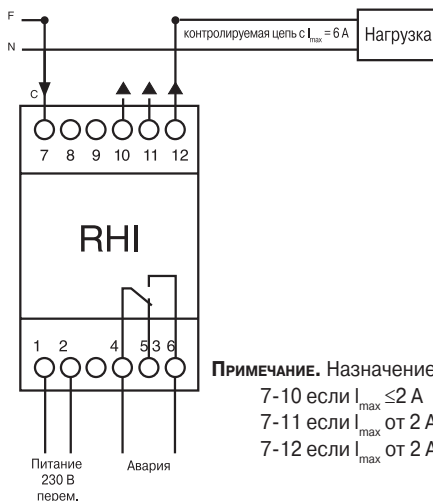 F
контролируемая цепь с Imax = 6 A
Нагрузка
N
C
7 8 9 10 11 12
RHI
1 2 4 5 3 6
ПРИМЕЧАНИЕ. Назначение
7-10 если Imax ≤2 A
7-11 если Imax от 2 A
7-12 если Imax от 2 A
Питание
230 В
перем.
Авария